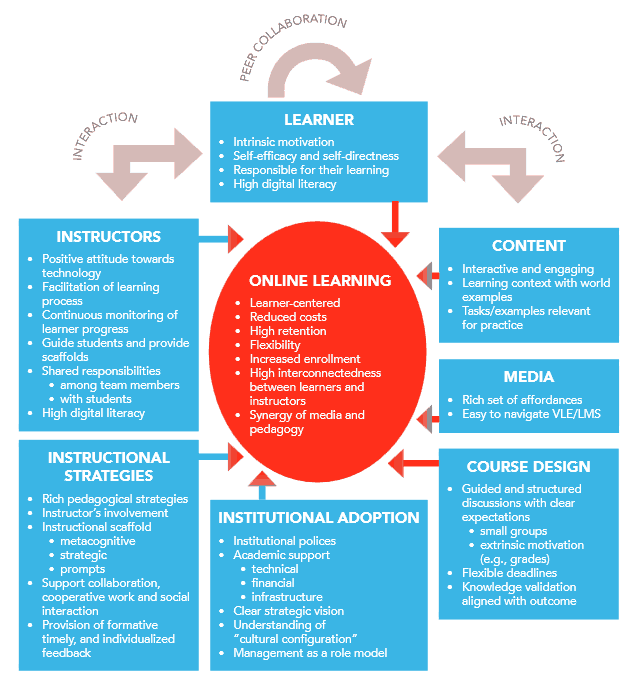 PEER COLLABORATION
INTERACTION
INTERACTION
LEARNER
• Intrinsic motivation
• Self-efficacy and self-directness
• Responsible for their learning
• High digital literacy
INSTRUCTORS
• Positive attitude towards
technology
• Facilitation of learning
process
• Continuous monitoring of
learner progress
• Guide students and provide
scaffolds
• Shared responsibilities
• among team members
• with students
• High digital literacy
ONLINE LEARNING
• Learner-centered
• Reduced costs
• High retention
• Flexibility
• Increased enrollment
• High interconnectedness
between learners and
instructors
• Synergy of media and
pedagogy
CONTENT
• Interactive and engaging
• Learning context with world
examples
• Tasks/examples relevant
for practice
MEDIA
• Rich set of affordances
• Easy to navigate VLE/LMS
INSTRUCTIONAL
STRATEGIES
• Rich pedagogical strategies
• Instructor's involvement
• Instructional scaffold
• metacognitive
• strategic
• prompts
• Support collaboration,
cooperative work and social
interaction
• Provision of formative
timely, and individualized
feedback
INSTITUTIONAL ADOPTION
• Institutional polices
• Academic support
• technical
• financial
• infrastructure
• Clear strategic vision
• Understanding of
"cultural configuration"
• Management as a role model
COURSE DESIGN
• Guided and structured
discussions with clear
expectations
• small groups
• extrinsic motivation
(e.g., grades)
• Flexible deadlines
• Knowledge validation
aligned with outcome